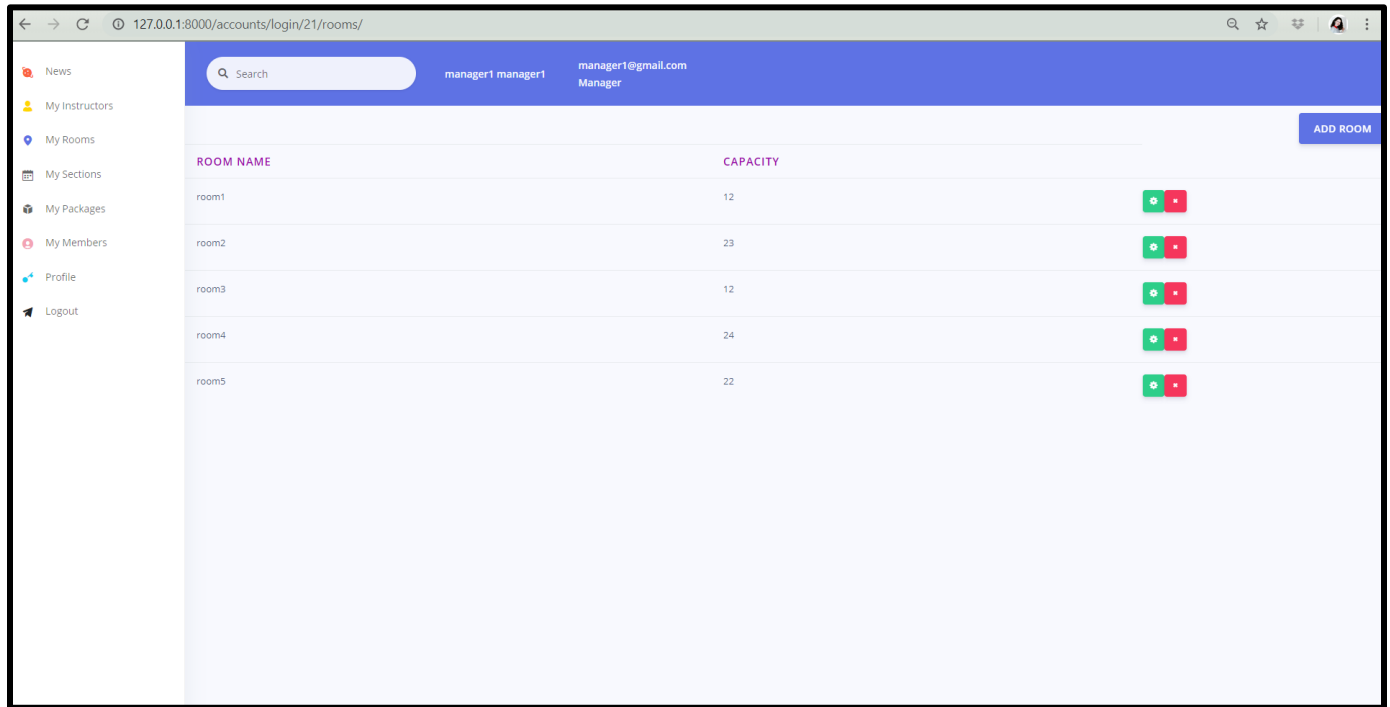 127.0.0.1:8000/accounts/login/21/rooms/
News
My Instructors
My Rooms
My Sections
My Packages
My Members
Profile
Logout
Search
manager1 manager1
manager1@gmail.com
Manager
ADD ROOM
ROOM NAME CAPACITY
room1 12
room2 23
room3 12
room4 24
room5 22